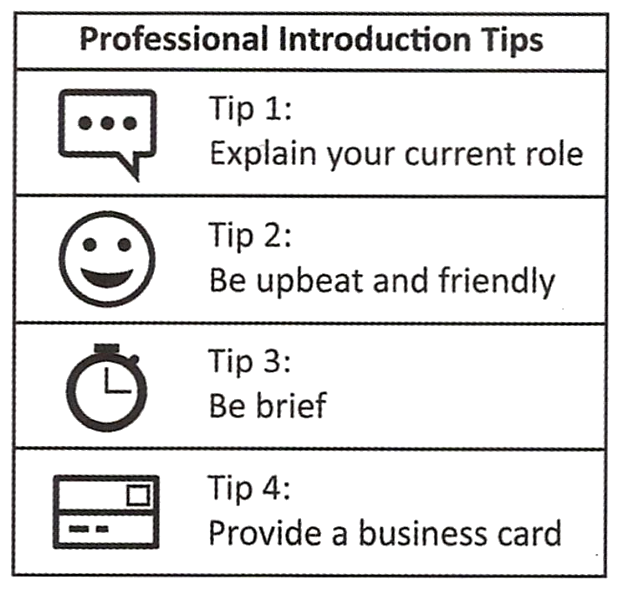 Professional Introduction Tips
Tip 1:
Explain your current role
Tip 2:
Be upbeat and friendly
Tip 3:
Be brief
Tip 4:
Provide a business card